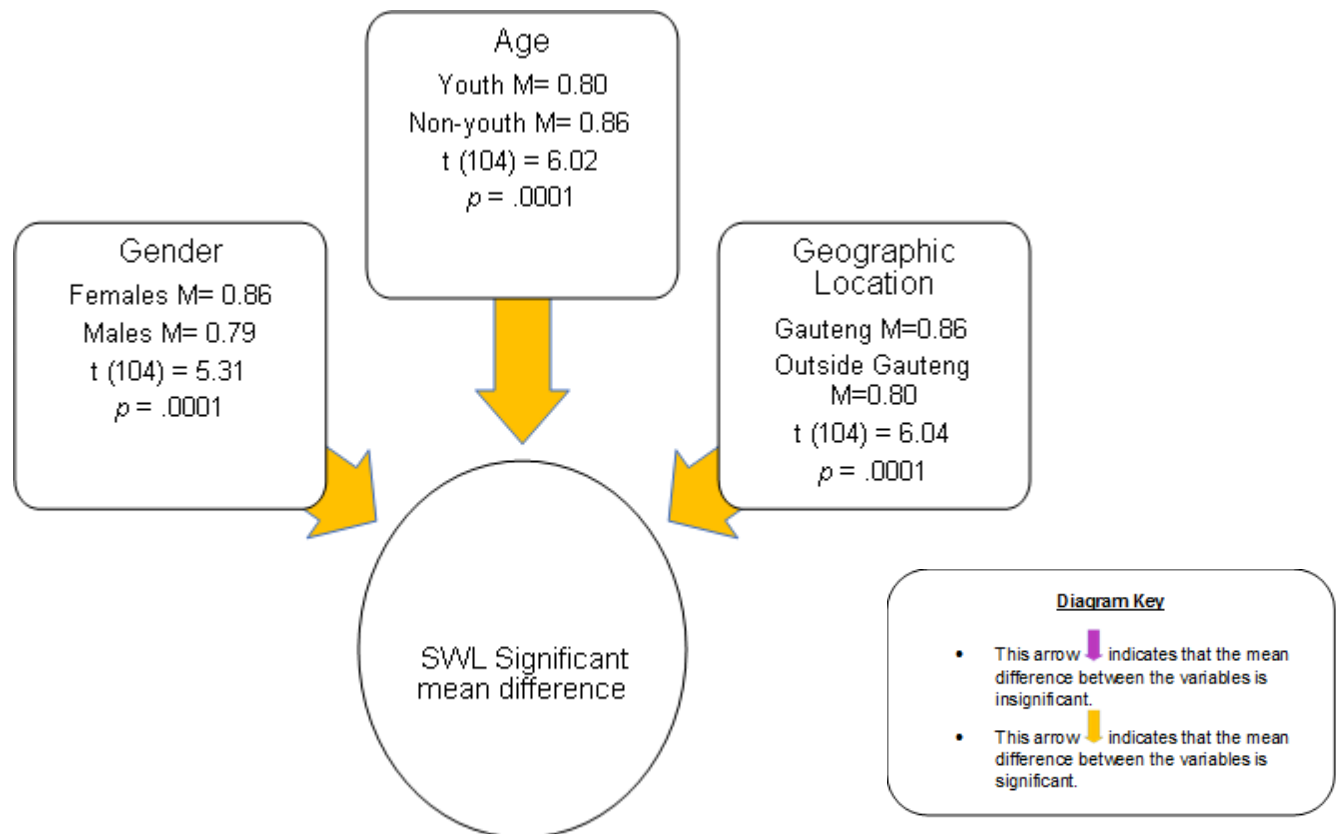 Age
Youth M= 0.80
Non-youth M= 0.86
t (104) = 6.02
p = .0001
Gender
Females M= 0.86
Males M= 0.79
t (104) = 5.31
p = .0001
Geographic
Location
Gauteng M=0.86
Outside Gauteng
M=0.80
t (104) = 6.04
p = .0001
SWL Significant
mean difference
Diagram Key
• This arrow indicates that the mean
difference between the variables is
insignificant.
• This arrow indicates that the mean
difference between the variables is
significant.